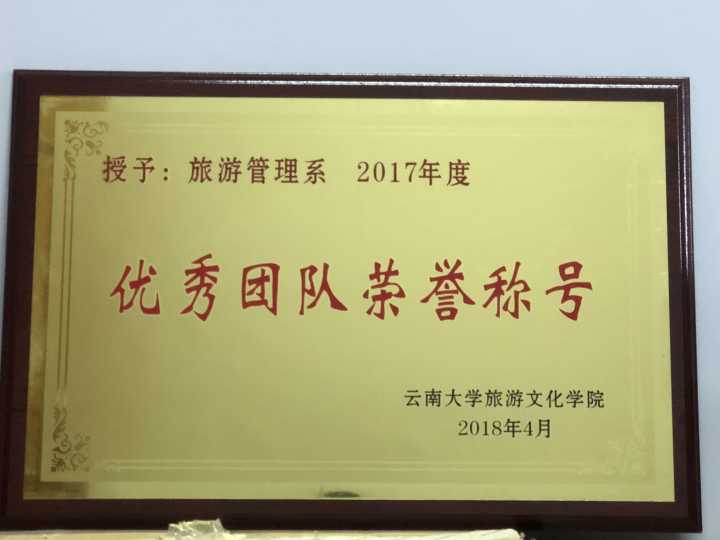 授予：旅游管理系 2017年度
优秀团队荣誉称号
云南大学旅游文化学院
2018年4月